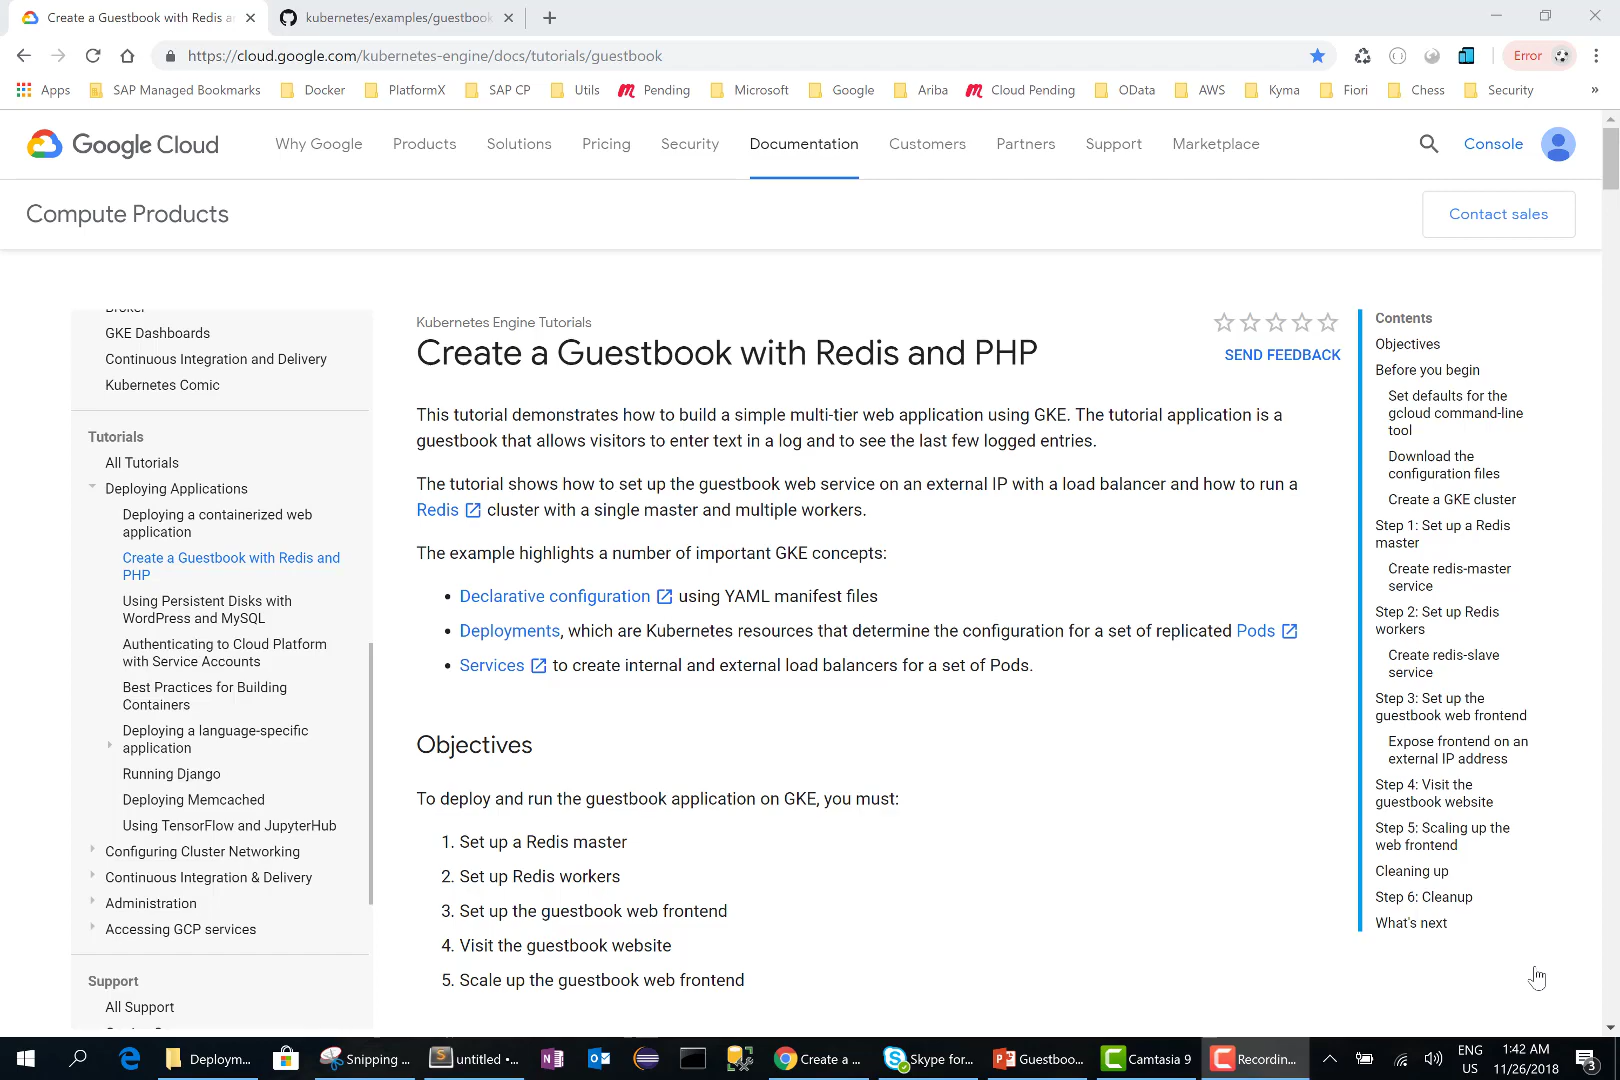 Create a Guestbook with Redis a
kubernetes/examples/guestbook
https://cloud.google.com/kubernetes-engine/docs/tutorials/guestbook
Error
Apps
SAP Managed Bookmarks
Docker
PlatformX
SAP CP
Utils
Pending
Microsoft
Google
Ariba
Cloud Pending
OData
AWS
Kyma
Fiori
Chess
Security
»
Google Cloud
Why Google
Products
Solutions
Pricing
Security
Documentation
Customers
Partners
Support
Marketplace
Console
Compute Products
Contact sales
Broker
GKE Dashboards
Continuous Integration and Delivery
Kubernetes Comic
Tutorials
All Tutorials
Deploying Applications
Deploying a containerized web
application
Create a Guestbook with Redis and
PHP
Using Persistent Disks with
WordPress and MySQL
Authenticating to Cloud Platform
with Service Accounts
Best Practices for Building
Containers
Deploying a language-specific
application
Running Django
Deploying Memcached
Using TensorFlow and JupyterHub
Configuring Cluster Networking
Continuous Integration & Delivery
Administration
Accessing GCP services
Support
All Support
Kubernetes Engine Tutorials
Create a Guestbook with Redis and PHP
SEND FEEDBACK
This tutorial demonstrates how to build a simple multi-tier web application using GKE. The tutorial application is a
guestbook that allows visitors to enter text in a log and to see the last few logged entries.
The tutorial shows how to set up the guestbook web service on an external IP with a load balancer and how to run a
Redis cluster with a single master and multiple workers.
The example highlights a number of important GKE concepts:
• Declarative configuration using YAML manifest files
• Deployments, which are Kubernetes resources that determine the configuration for a set of replicated Pods
• Services to create internal and external load balancers for a set of Pods.
Objectives
To deploy and run the guestbook application on GKE, you must:
1. Set up a Redis master
2. Set up Redis workers
3. Set up the guestbook web frontend
4. Visit the guestbook website
5. Scale up the guestbook web frontend
Contents
Objectives
Before you begin
Set defaults for the
gcloud command-line
tool
Download the
configuration files
Create a GKE cluster
Step 1: Set up a Redis
master
Create redis-master
service
Step 2: Set up Redis
workers
Create redis-slave
service
Step 3: Set up the
guestbook web frontend
Expose frontend on an
external IP address
Step 4: Visit the
guestbook website
Step 5: Scaling up the
web frontend
Cleaning up
Step 6: Cleanup
What's next
Deploym...
Snipping ...
untitled •...
Create a ...
Skype for...
Guestboo...
Camtasia 9
Recordin...
ENG
US
1:42 AM
11/26/2018
3